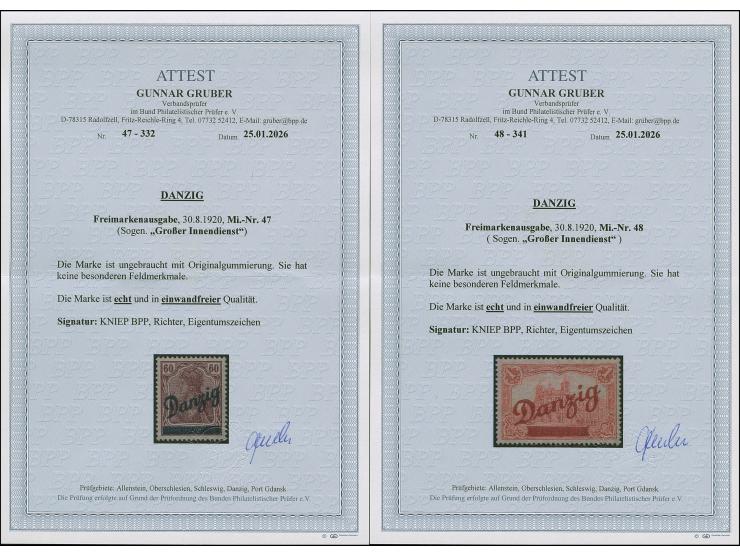 ATTEST
GUNNAR GRUBER
Verbandsprüfer
im Bund Philatelistischer Prüfer e. V.
D-78315 Radolfzell, Fritz-Reichle-Ring 4, Tel. 07732 52412, E-Mail: gruber@bpp.de
Nr. 47 - 332 Datum 25.01.2026
DANZIG
Freimarkenausgabe, 30.8.1920, Mi.-Nr. 47
(Sogen. „Großer Innendienst")
Die Marke ist ungebraucht mit Originalgummierung. Sie hat
keine besonderen Feldmerkmale.
Die Marke ist echt und in einwandfreier Qualität.
Signatur: KNIEP BPP, Richter, Eigentumszeichen
60 60
Danzig
Prüfgebiete: Allenstein, Oberschlesien, Schleswig, Danzig, Port Gdansk
Die Prüfung erfolgte auf Grund der Prüfordnung des Bundes Philatelistischer Prüfer e.V.
ATTEST
GUNNAR GRUBER
Verbandsprüfer
im Bund Philatelistischer Prüfer e. V.
D-78315 Radolfzell, Fritz-Reichle-Ring 4, Tel. 07732 52412, E-Mail: gruber@bpp.de
Nr. 48 - 341 Datum 25.01.2026
DANZIG
Freimarkenausgabe, 30.8.1920, Mi.-Nr. 48
( Sogen. „Großer Innendienst" )
Die Marke ist ungebraucht mit Originalgummierung. Sie hat
keine besonderen Feldmerkmale.
Die Marke ist echt und in einwandfreier Qualität.
Signatur: KNIEP BPP, Richter, Eigentumszeichen
Danzig
Prüfgebiete: Allenstein, Oberschlesien, Schleswig, Danzig, Port Gdansk
Die Prüfung erfolgte auf Grund der Prüfordnung des Bundes Philatelistischer Prüfer e.V.